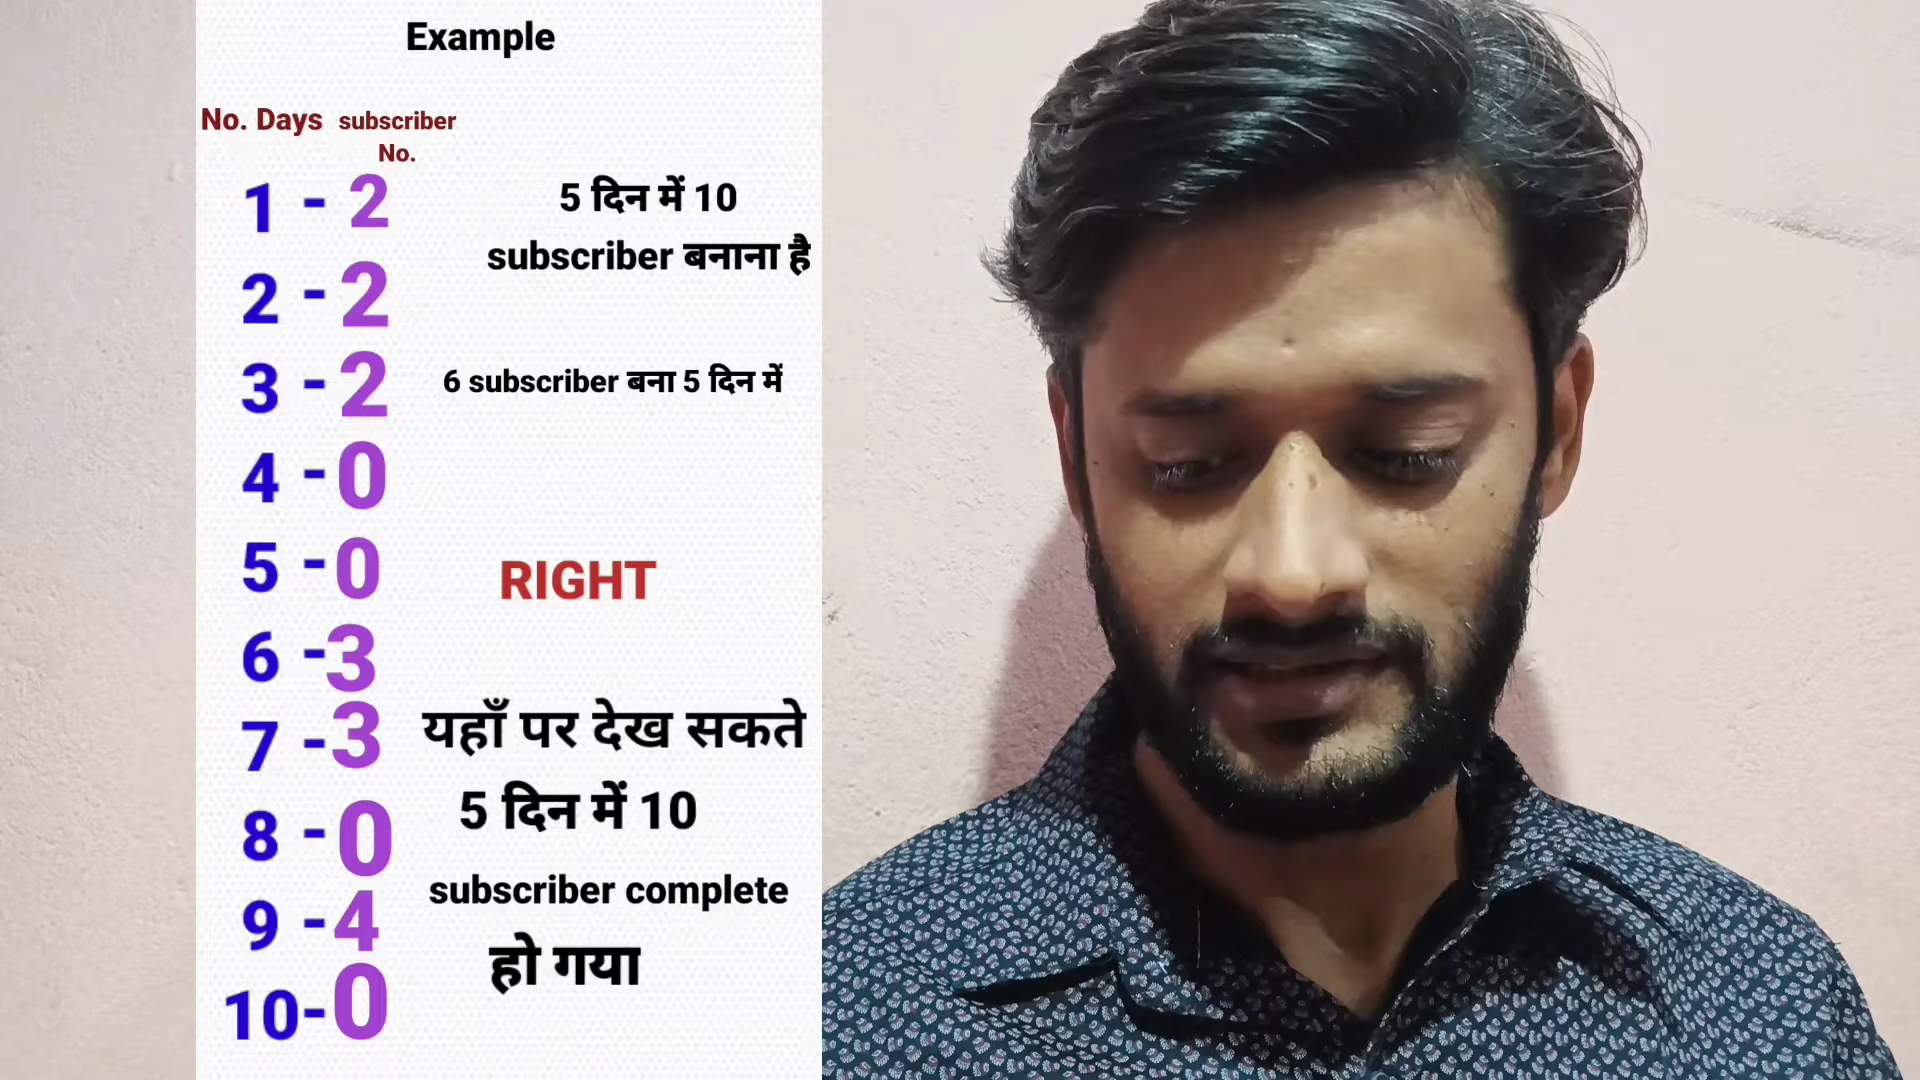 Example
No. Days subscriber
No.
1 - 2
5 दिन में 10
subscriber बनाना है
2 - 2
3 - 2
6 subscriber बना 5 दिन में
4 - 0
5 - 0
RIGHT
6 - 3
7 - 3
यहाँ पर देख सकते
5 दिन में 10
8 - 0
subscriber complete
9 - 4
हो गया
10 - 0